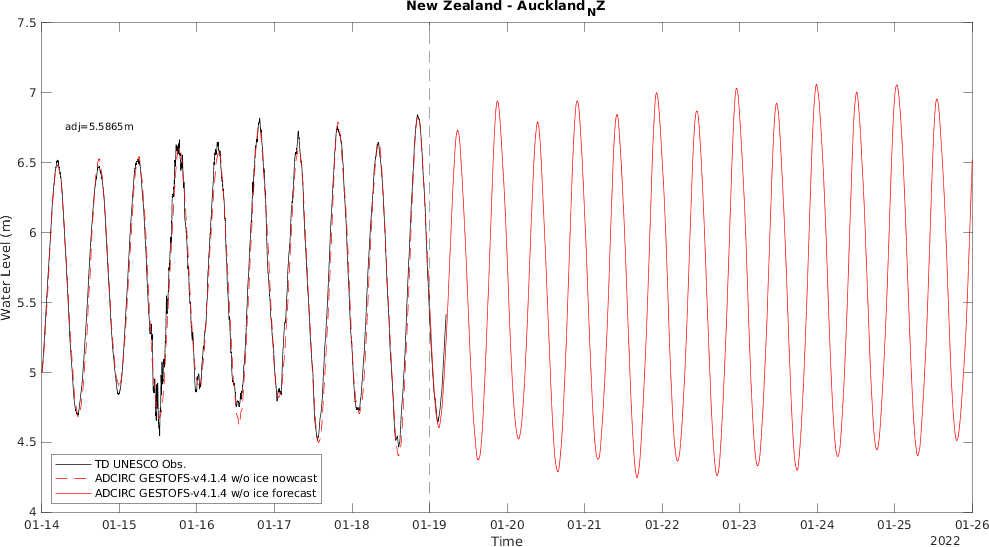 New Zealand - Auckland_NZ
7.5
7
6.5
6
5.5
5
4.5
4
Water Level (m)
adj=5.5865m
TD UNESCO Obs.
ADCIRC GESTOFS-v4.1.4 w/o ice nowcast
ADCIRC GESTOFS-v4.1.4 w/o ice forecast
01-14 01-15 01-16 01-17 01-18 01-19 01-20 01-21 01-22 01-23 01-24 01-25 01-26
Time
2022